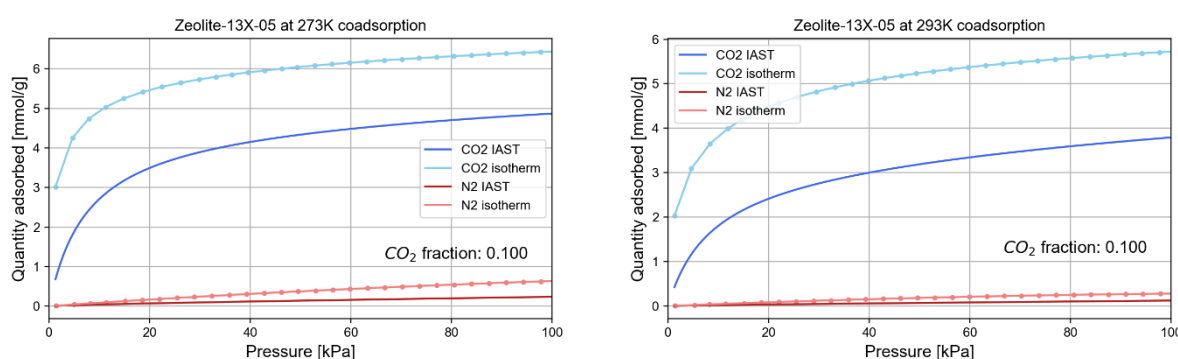 Zeolite-13X-05 at 273K coadsorption
Quantity adsorbed [mmol/g]
6
5
4
3
2
1
0
CO2 IAST
CO2 isotherm
N2 IAST
N2 isotherm
CO₂ fraction: 0.100
0 20 40 60 80 100
Pressure [kPa]
Zeolite-13X-05 at 293K coadsorption
Quantity adsorbed [mmol/g]
6
5
4
3
2
1
0
CO2 IAST
CO2 isotherm
N2 IAST
N2 isotherm
CO₂ fraction: 0.100
0 20 40 60 80 100
Pressure [kPa]